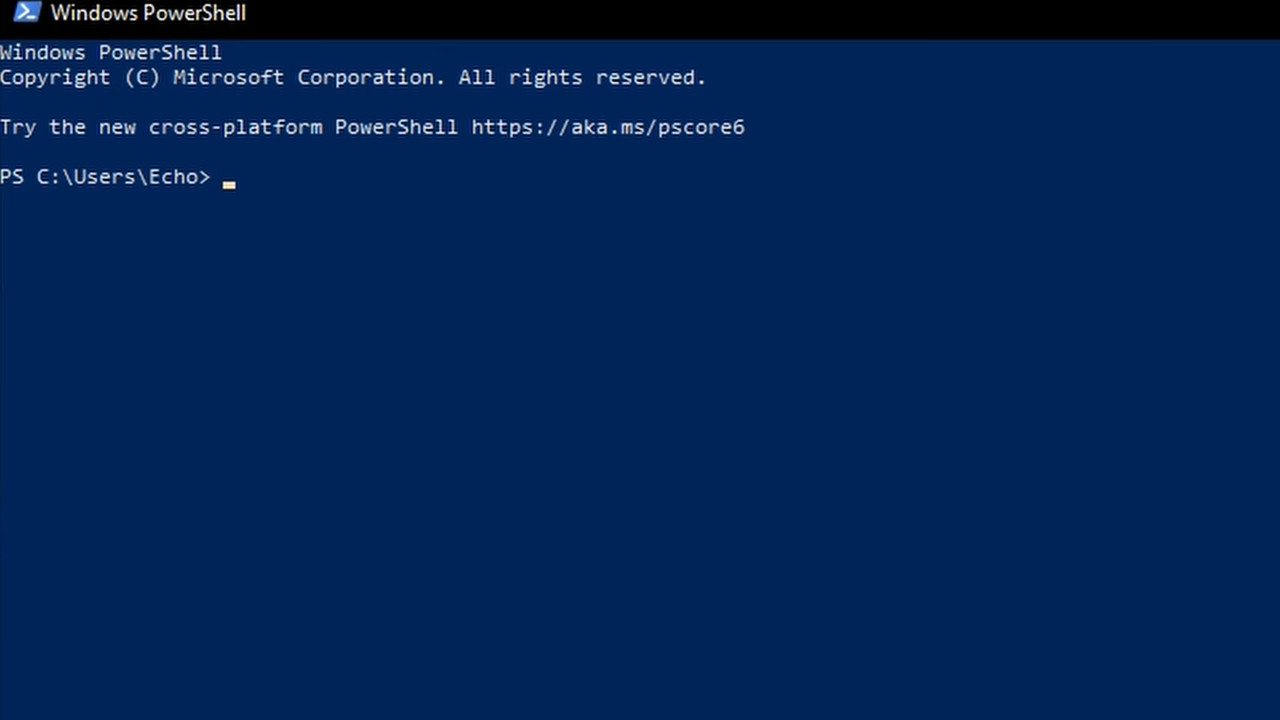 Windows PowerShell
Windows PowerShell
Copyright (C) Microsoft Corporation. All rights reserved.
Try the new cross-platform PowerShell https://aka.ms/pscore6
PS C:\Users\Echo>